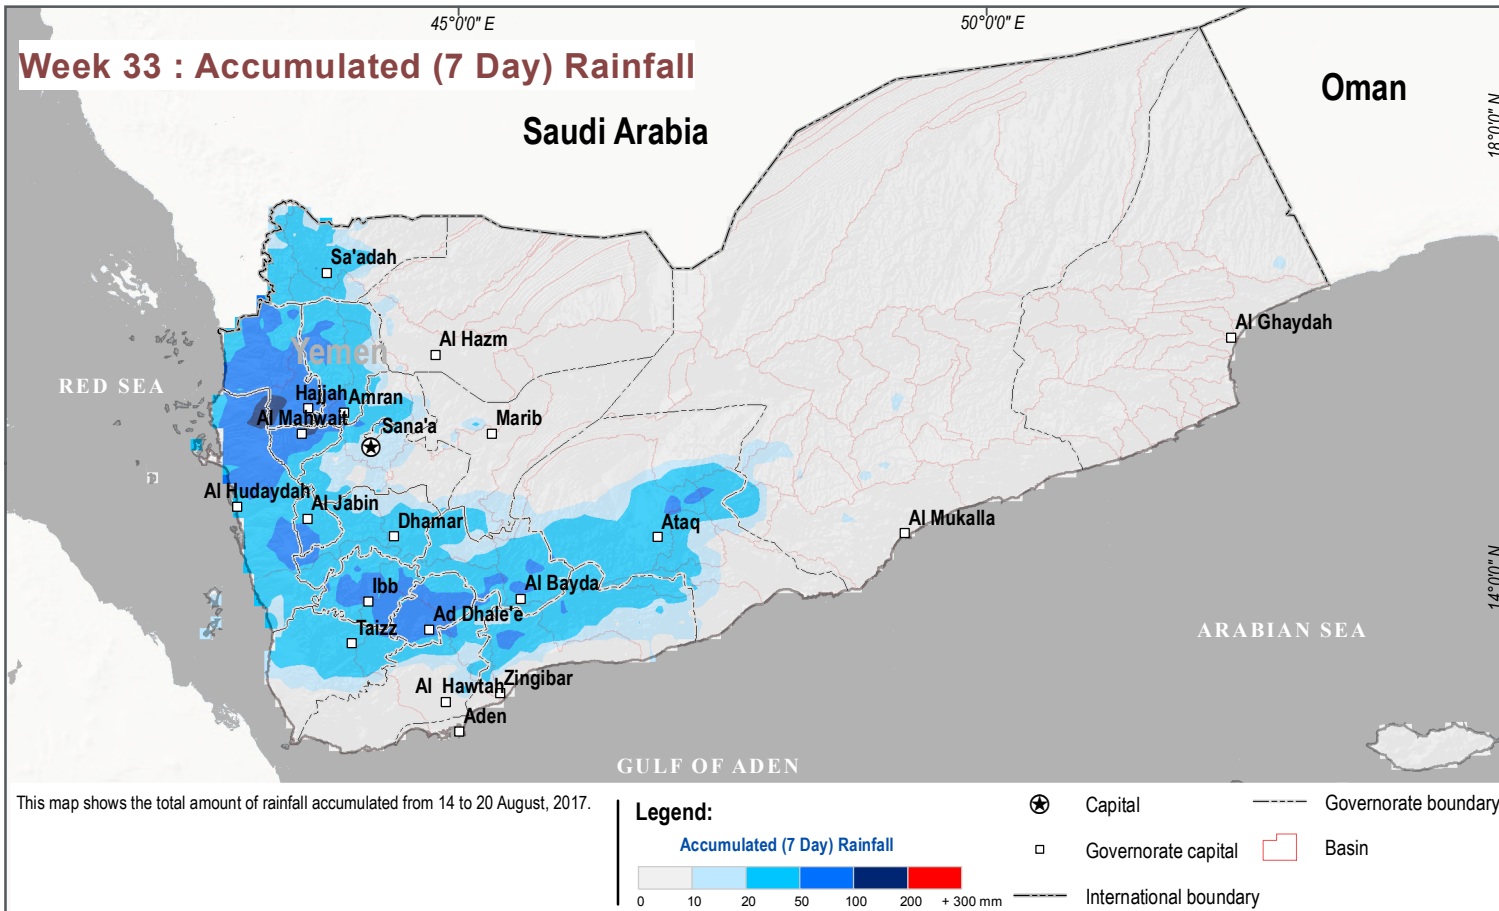 45°0'0" E
50°0'0" E
Week 33 : Accumulated (7 Day) Rainfall
Oman
Saudi Arabia
18°0'0" N
Sa'adah
Al Ghaydah
Al Hazm
Yemen
RED SEA
Hajjah
Amran
Al Mahwait
Sana'a
Marib
Al Hudaydah
Al Jabin
Dhamar
Ataq
Al Mukalla
14°0'0" N
Ibb
Al Bayda
Ad Dhale'e
Taizz
ARABIAN SEA
Al Hawtah
Zingibar
Aden
GULF OF ADEN
This map shows the total amount of rainfall accumulated from 14 to 20 August, 2017.
Legend:
Accumulated (7 Day) Rainfall
0 10 20 50 100 200 + 300 mm
Capital
Governorate capital
International boundary
Governorate boundary
Basin